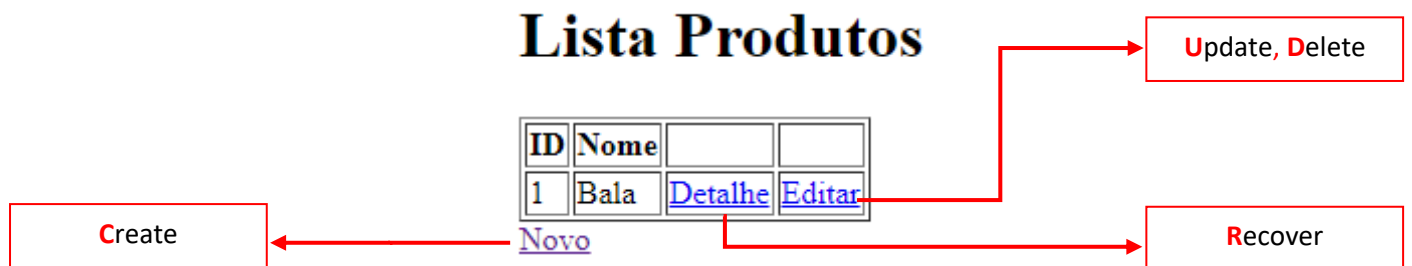 Lista Produtos
Update, Delete
ID Nome
1 Bala Detalhe Editar
Create
Novo
Recover